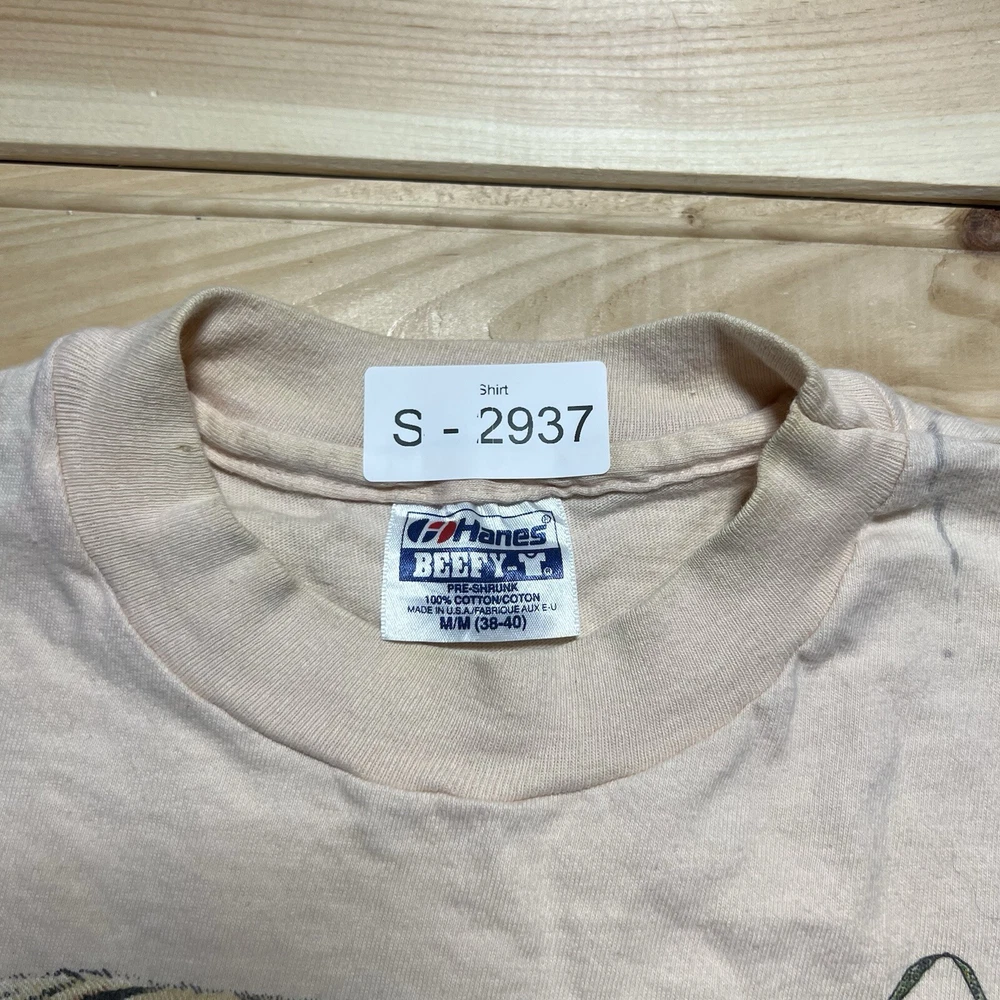 Shirt
S - 2937
Hanes®
BEEFY-T®
PRE-SHRUNK
100% COTTON/COTON
MADE IN U.S.A./FABRIQUE AUX E-U
M/M (38-40)